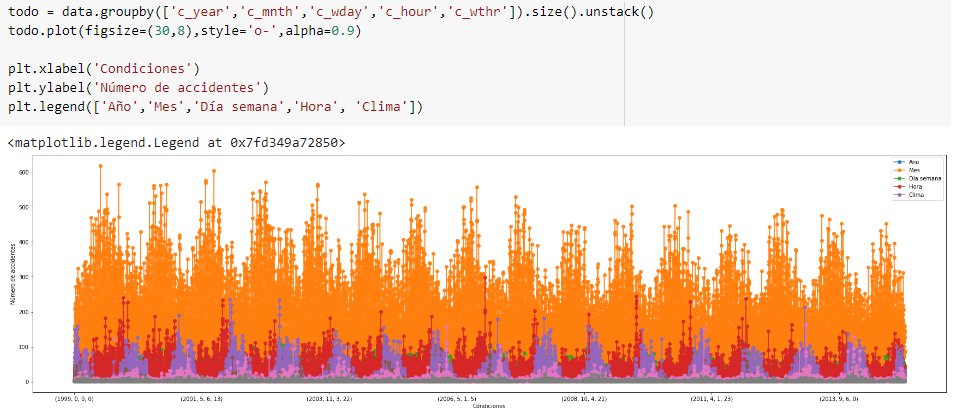 todo = data.groupby(['c_year','c_mnth','c_wday','c_hour','c_wthr']).size().unstack()
todo.plot(figsize=(30,8),style='o-',alpha=0.9)
plt.xlabel('Condiciones')
plt.ylabel('Número de accidentes')
plt.legend(['Año','Mes','Día semana','Hora', 'Clima'])
<matplotlib.legend.Legend at 0x7fd349a72850>
Año
Mes
Día semana
Hora
Clima
600
500
400
300
200
100
0
Número de accidentes
(1999, 0, 0, 0)
(2001, 5, 6, 13)
(2003, 11, 3, 22)
(2006, 5, 1, 5)
(2008, 10, 4, 21)
(2011, 4, 1, 23)
(2013, 9, 6, 0)
Condiciones